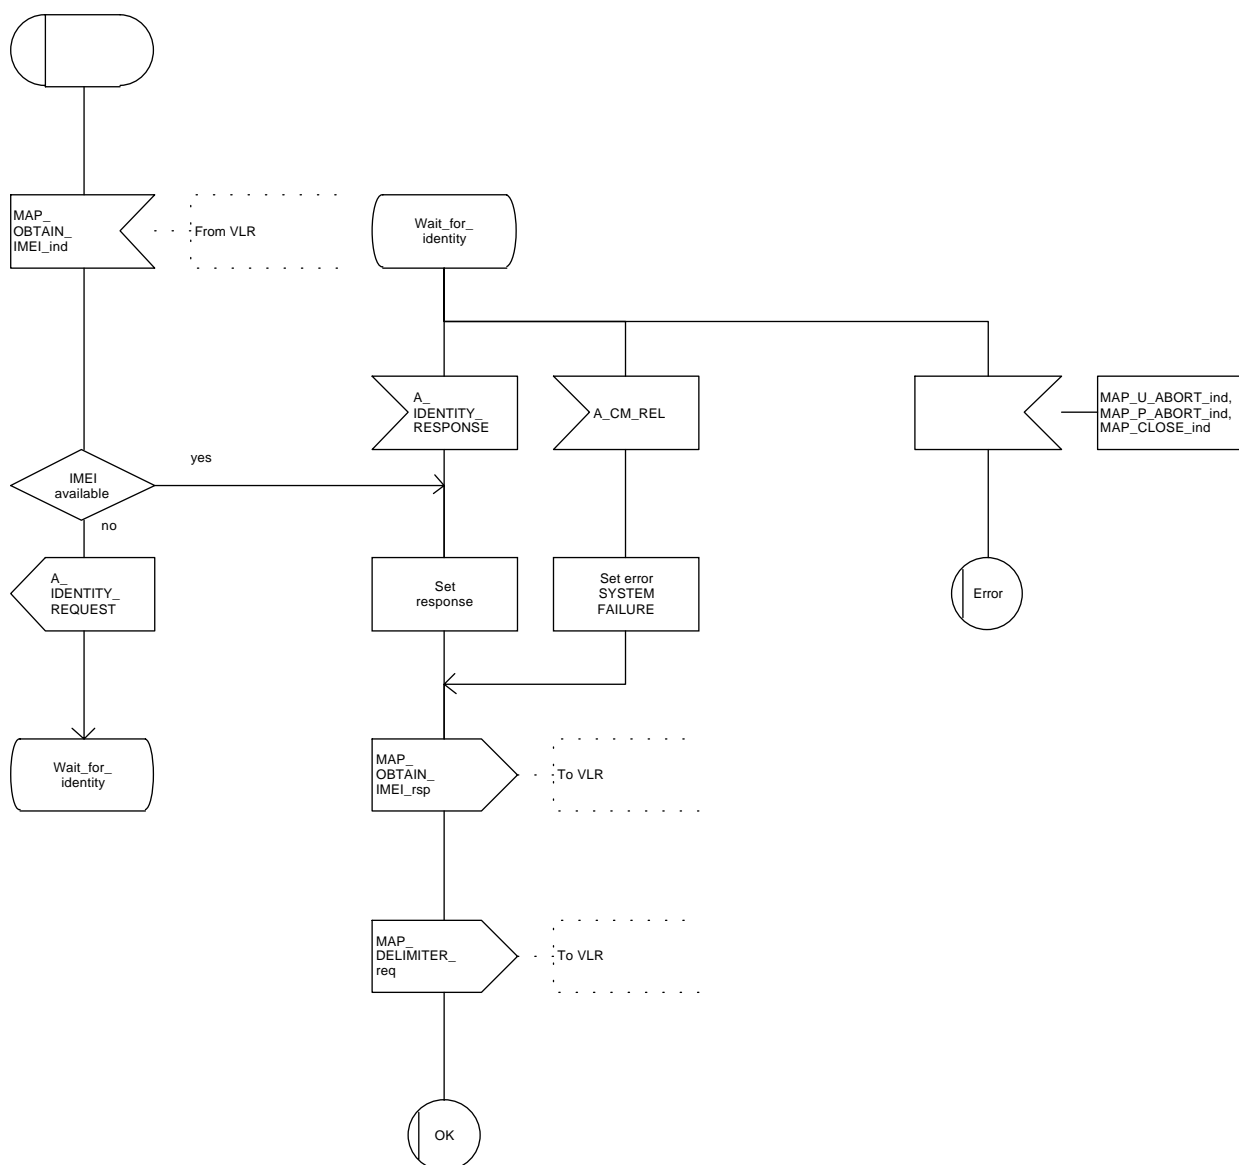 MAP_
OBTAIN_
IMEI_ind
From VLR
Wait_for_
identity
A_
IDENTITY_
RESPONSE
A_CM_REL
MAP_U_ABORT_ind,
MAP_P_ABORT_ind,
MAP_CLOSE_ind
IMEI
available
yes
no
A_
IDENTITY_
REQUEST
Set
response
Set error
SYSTEM
FAILURE
Error
Wait_for_
identity
MAP_
OBTAIN_
IMEI_rsp
To VLR
MAP_
DELIMITER_
req
To VLR
OK